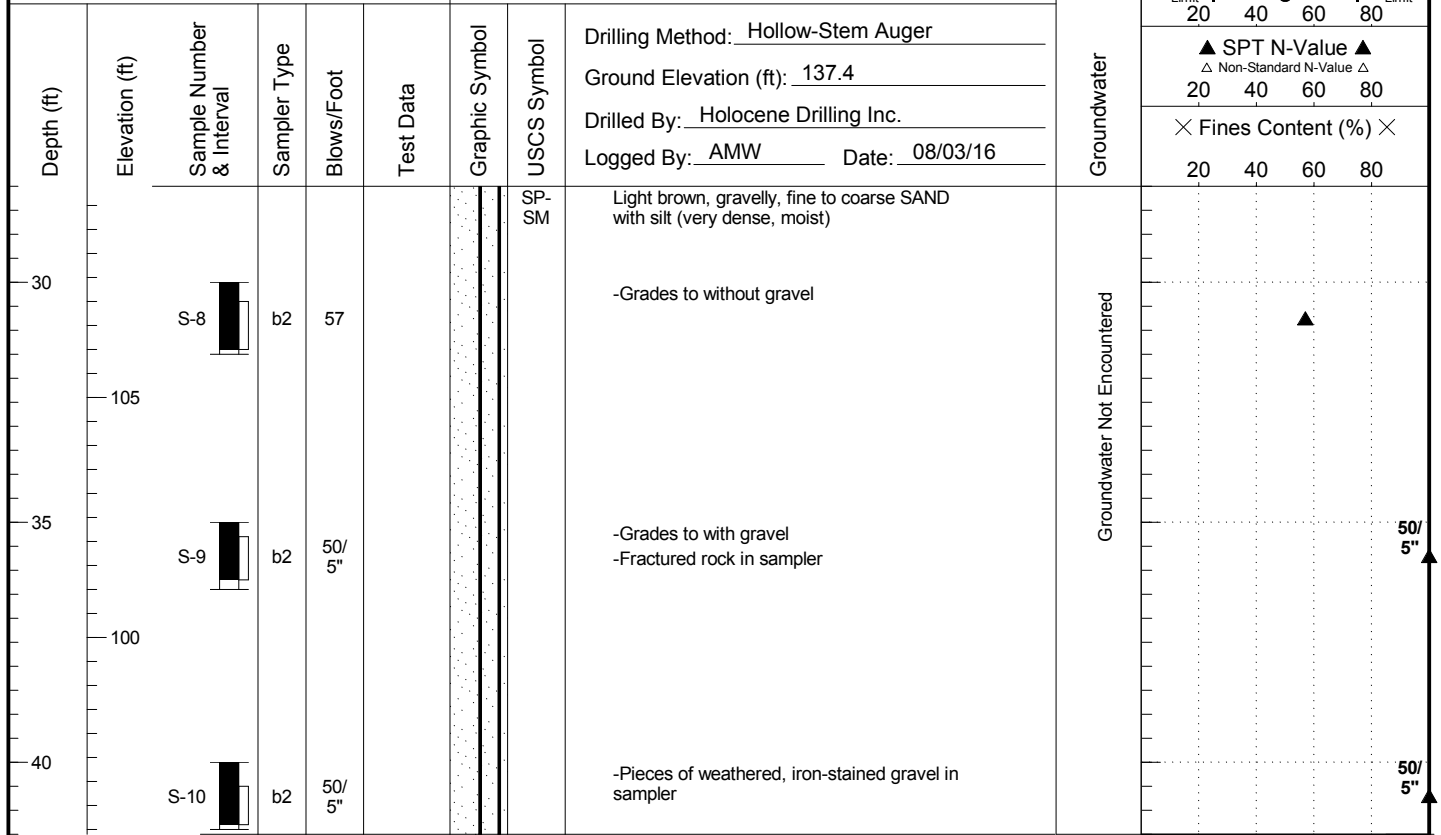 Limit
Limit
20 40 60 80
Depth (ft)
Elevation (ft)
Sample Number
& Interval
Sampler Type
Blows/Foot
Test Data
Graphic Symbol
USCS Symbol
Drilling Method: Hollow-Stem Auger
Ground Elevation (ft): 137.4
Drilled By: Holocene Drilling Inc.
Logged By: AMW Date: 08/03/16
Groundwater
▲ SPT N-Value ▲
△ Non-Standard N-Value △
20 40 60 80
× Fines Content (%) ×
20 40 60 80
SP-
SM
Light brown, gravelly, fine to coarse SAND
with silt (very dense, moist)
30
-Grades to without gravel
S-8 b2 57
105
Groundwater Not Encountered
35
-Grades to with gravel
S-9 b2 50/
5"
-Fractured rock in sampler
50/
5"
100
40
-Pieces of weathered, iron-stained gravel in
sampler
S-10 b2 50/
5"
50/
5"